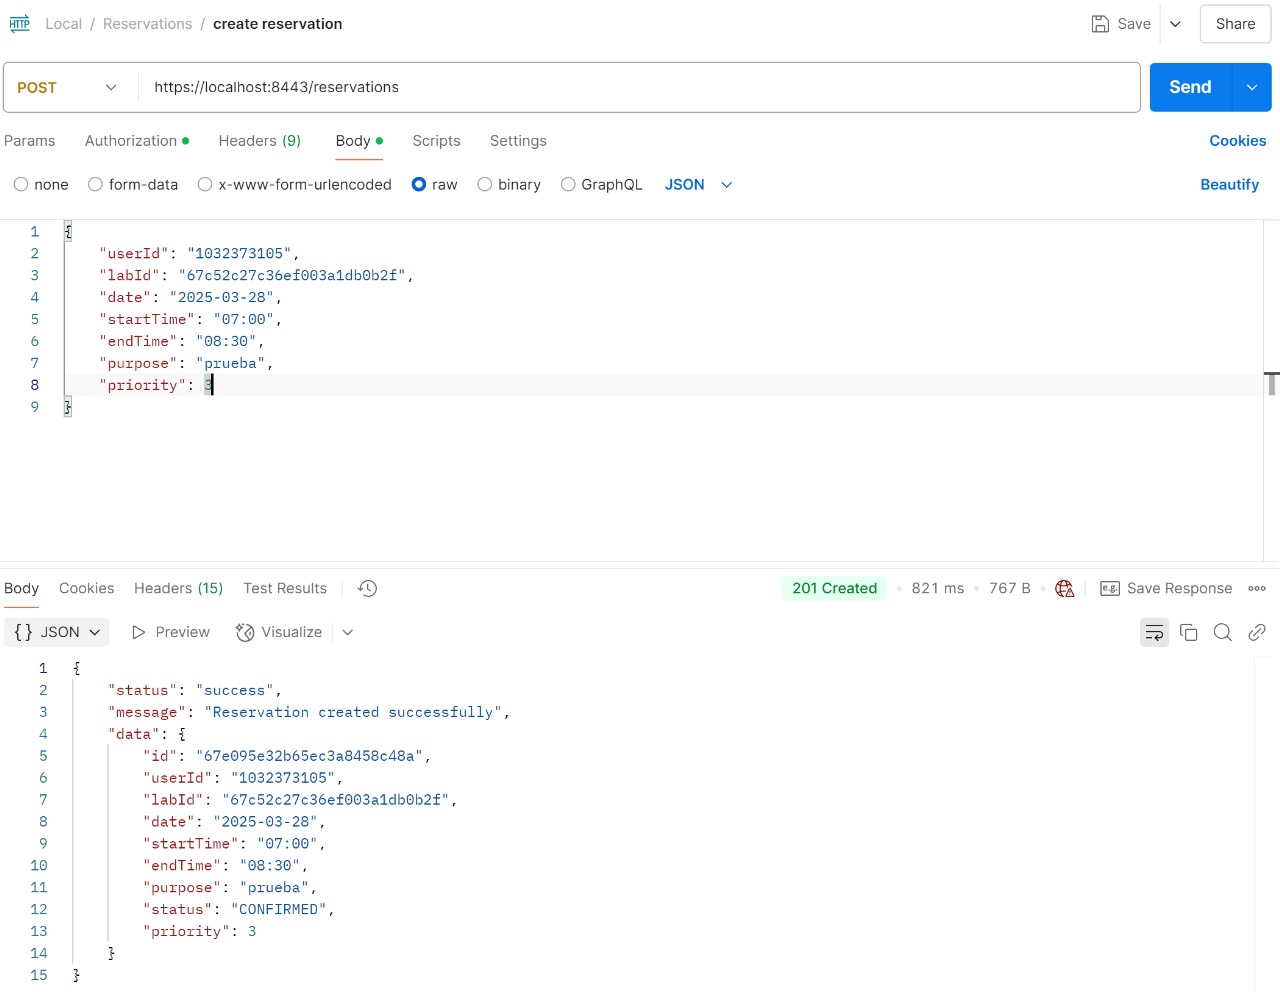 HTTP Local / Reservations / create reservation Save Share
POST https://localhost:8443/reservations Send
Params Authorization Headers (9) Body Scripts Settings Cookies
none form-data x-www-form-urlencoded raw binary GraphQL JSON Beautify
1 {
2 "userId": "1032373105",
3 "labId": "67c52c27c36ef003a1db0b2f",
4 "date": "2025-03-28",
5 "startTime": "07:00",
6 "endTime": "08:30",
7 "purpose": "prueba",
8 "priority": 3
9 }
Body Cookies Headers (15) Test Results 201 Created • 821 ms • 767 B • e.g. Save Response
{} JSON Preview Visualize
1 {
2 "status": "success",
3 "message": "Reservation created successfully",
4 "data": {
5 "id": "67e095e32b65ec3a8458c48a",
6 "userId": "1032373105",
7 "labId": "67c52c27c36ef003a1db0b2f",
8 "date": "2025-03-28",
9 "startTime": "07:00",
10 "endTime": "08:30",
11 "purpose": "prueba",
12 "status": "CONFIRMED",
13 "priority": 3
14 }
15 }